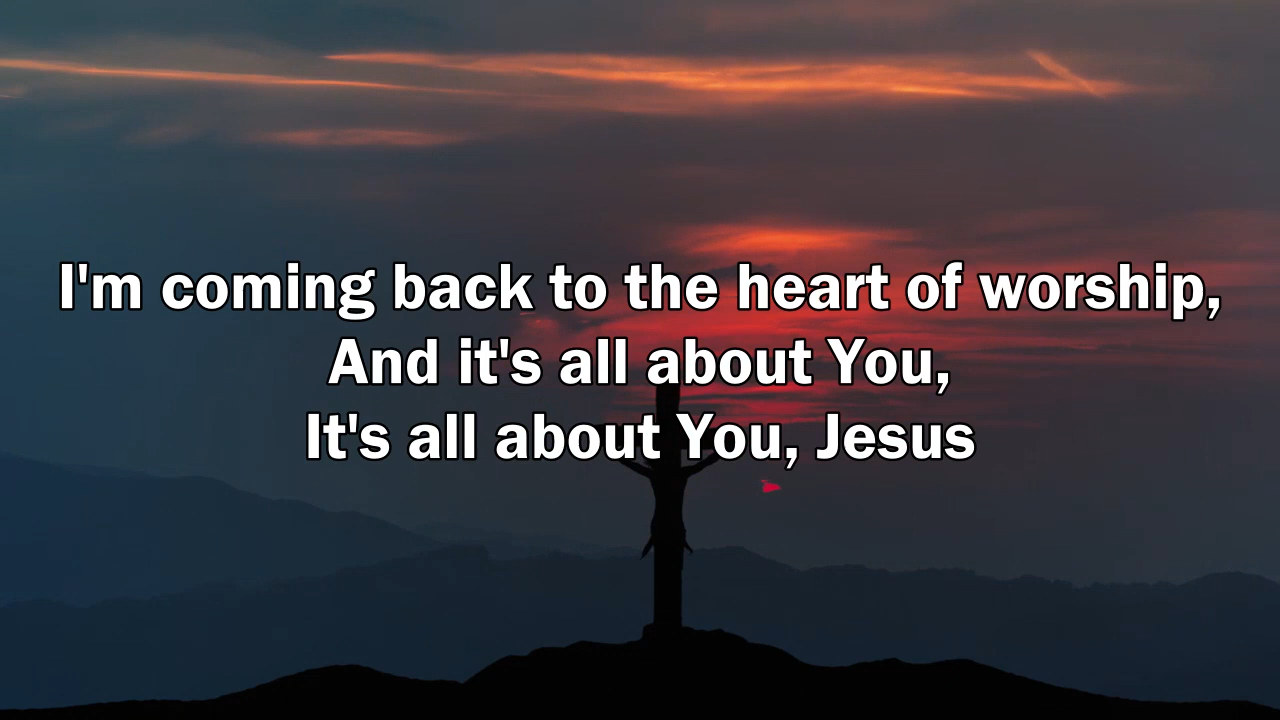 I'm coming back to the heart of worship,
And it's all about You,
It's all about You, Jesus